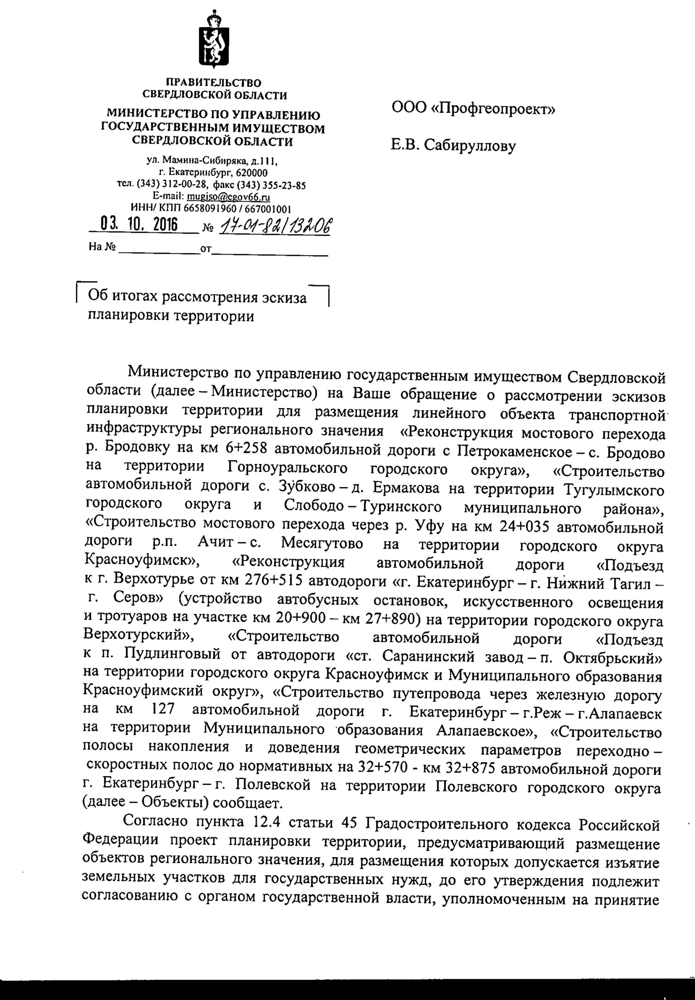 ПРАВИТЕЛЬСТВО
СВЕРДЛОВСКОЙ ОБЛАСТИ
МИНИСТЕРСТВО ПО УПРАВЛЕНИЮ
ГОСУДАРСТВЕННЫМ ИМУЩЕСТВОМ
СВЕРДЛОВСКОЙ ОБЛАСТИ
ул. Мамина-Сибиряка, д.111,
г. Екатеринбург, 620000
тел. (343) 312-00-28, факс (343) 355-23-85
E-mail: mugiso@egov66.ru
ИНН/ КПП 6658091960 / 667001001
03. 10. 2016 № 17-01-82/13206
На № от
ООО «Профгеопроект»
Е.В. Сабируллову
Об итогах рассмотрения эскиза
планировки территории
Министерство по управлению государственным имуществом Свердловской
области (далее – Министерство) на Ваше обращение о рассмотрении эскизов
планировки территории для размещения линейного объекта транспортной
инфраструктуры регионального значения «Реконструкция мостового перехода
р. Бродовку на км 6+258 автомобильной дороги с Петрокаменское – с. Бродово
на территории Горноуральского городского округа», «Строительство
автомобильной дороги с. Зубково – д. Ермакова на территории Тугулымского
городского округа и Слободо – Туринского муниципального района»,
«Строительство мостового перехода через р. Уфу на км 24+035 автомобильной
дороги р.п. Ачит – с. Месягутово на территории городского округа
Красноуфимск», «Реконструкция автомобильной дороги «Подъезд
к г. Верхотурье от км 276+515 автодороги «г. Екатеринбург – г. Нижний Тагил –
г. Серов» (устройство автобусных остановок, искусственного освещения
и тротуаров на участке км 20+900 – км 27+890) на территории городского округа
Верхотурский», «Строительство автомобильной дороги «Подъезд
к п. Пудлинговый от автодороги «ст. Саранинский завод – п. Октябрьский»
на территории городского округа Красноуфимск и Муниципального образования
Красноуфимский округ», «Строительство путепровода через железную дорогу
на км 127 автомобильной дороги г. Екатеринбург – г.Реж – г.Алапаевск
на территории Муниципального образования Алапаевское», «Строительство
полосы накопления и доведения геометрических параметров переходно –
скоростных полос до нормативных на 32+570 - км 32+875 автомобильной дороги
г. Екатеринбург – г. Полевской на территории Полевского городского округа
(далее – Объекты) сообщает.
Согласно пункта 12.4 статьи 45 Градостроительного кодекса Российской
Федерации проект планировки территории, предусматривающий размещение
объектов регионального значения, для размещения которых допускается изъятие
земельных участков для государственных нужд, до его утверждения подлежит
согласованию с органом государственной власти, уполномоченным на принятие